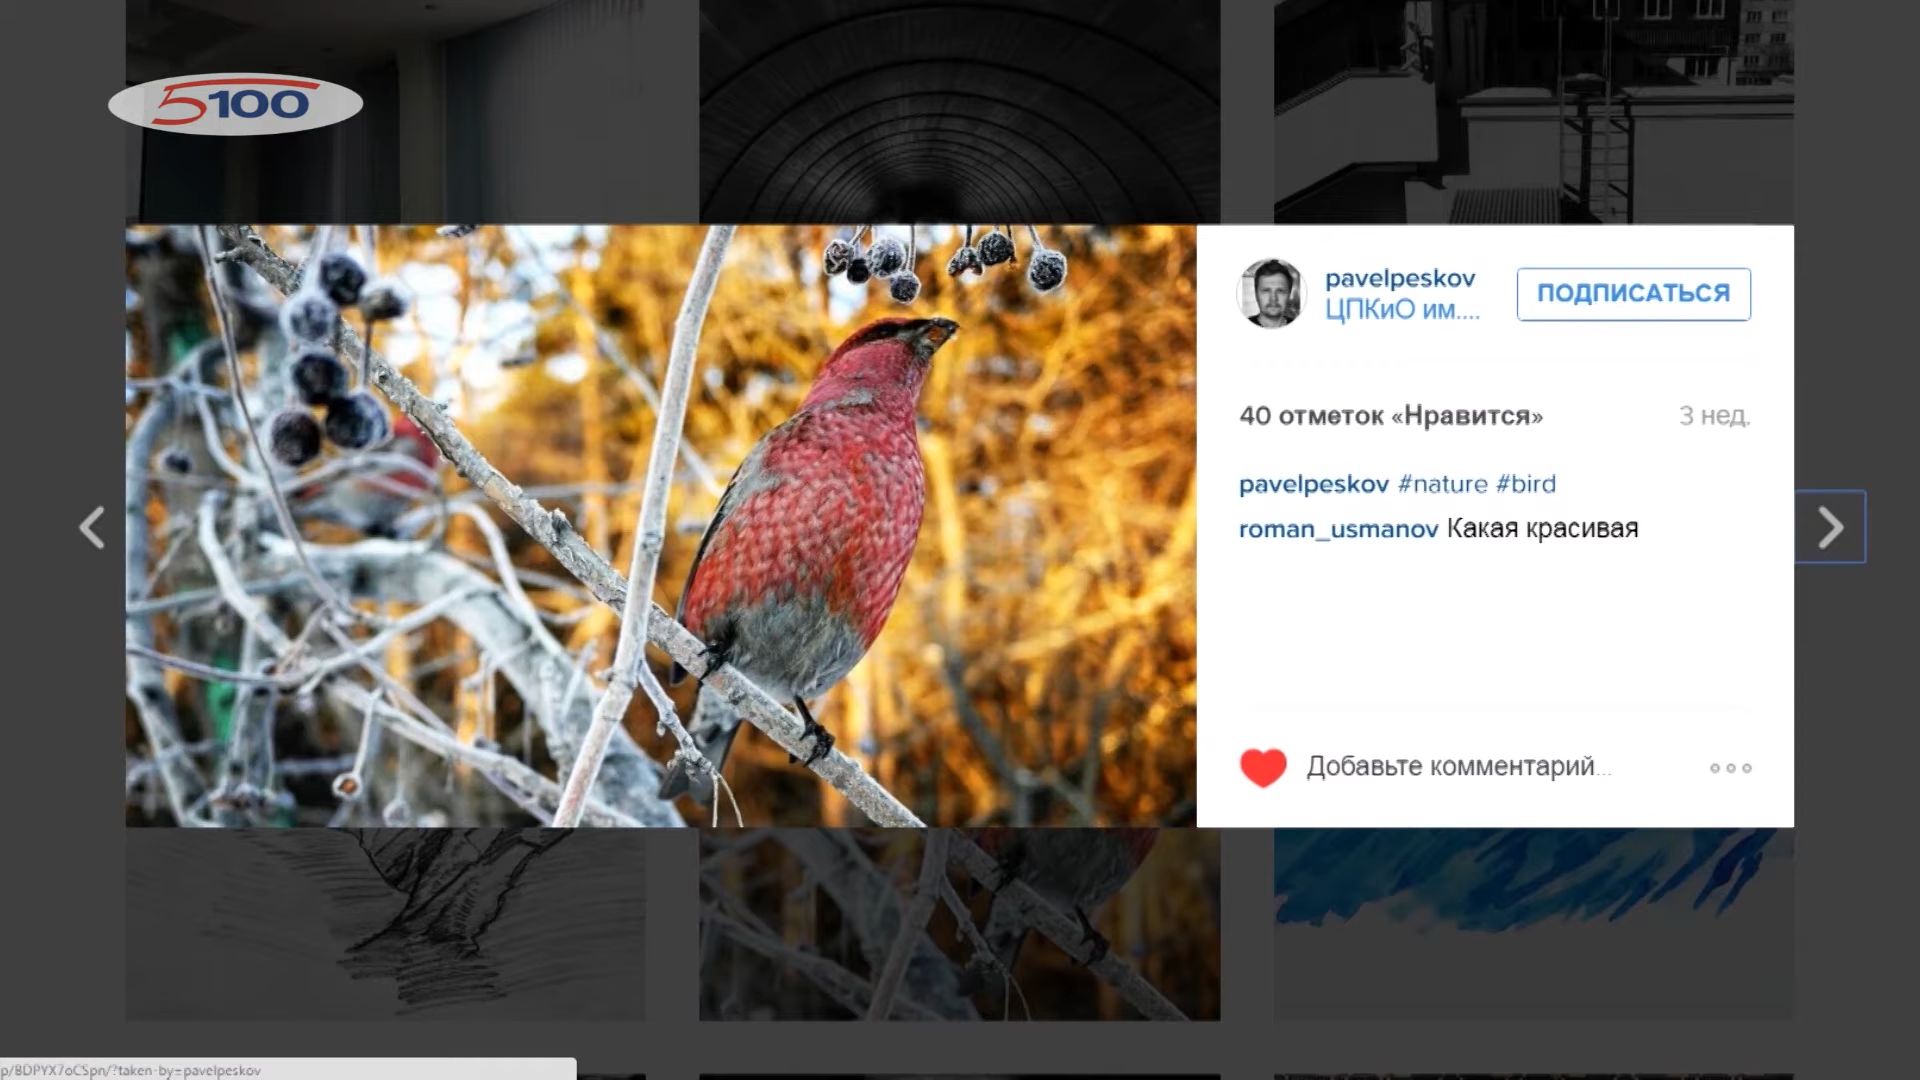 5100
pavelpeskov
ЦПКиО им....
ПОДПИСАТЬСЯ
40 отметок «Нравится»
3 нед.
pavelpeskov #nature #bird
roman_usmanov Какая красивая
Добавьте комментарий...
p/BDPYX7oCSpn/?taken-by=pavelpeskov